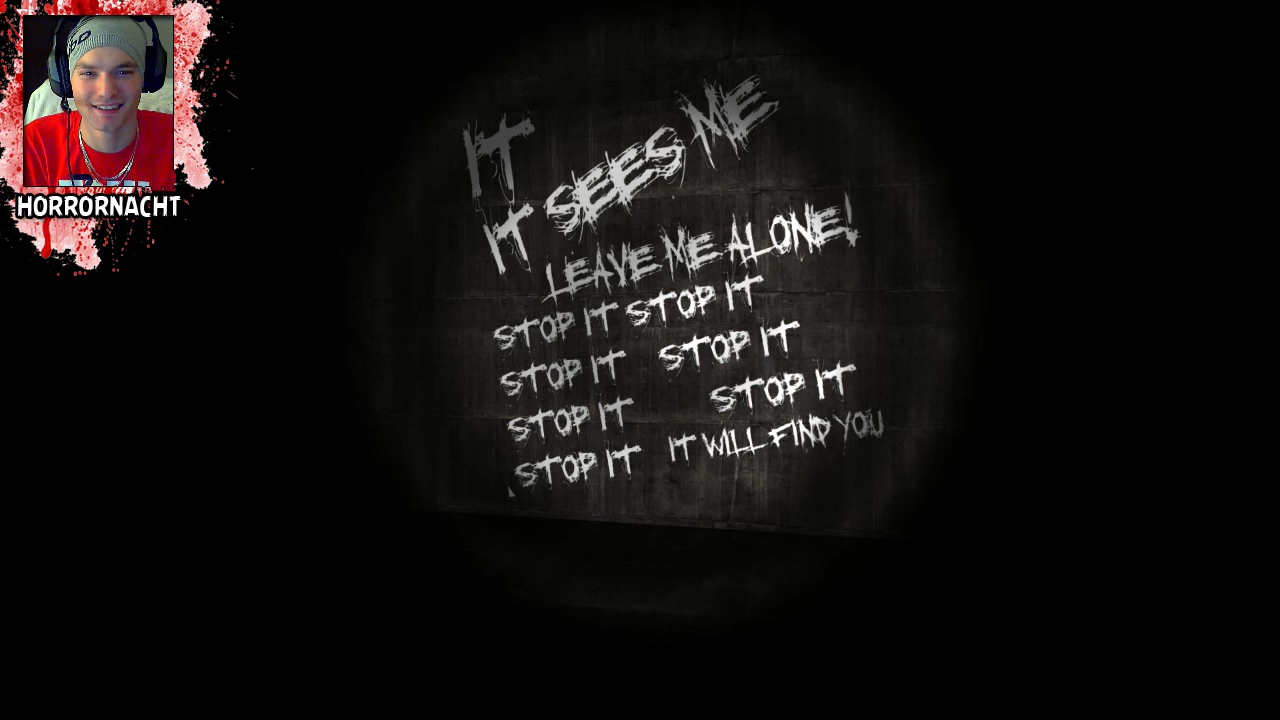 HORRORNACHT
IT
IT SEES ME
LEAVE ME ALONE!
STOP IT STOP IT
STOP IT STOP IT
STOP IT STOP IT
STOP IT IT WILL FIND YOU